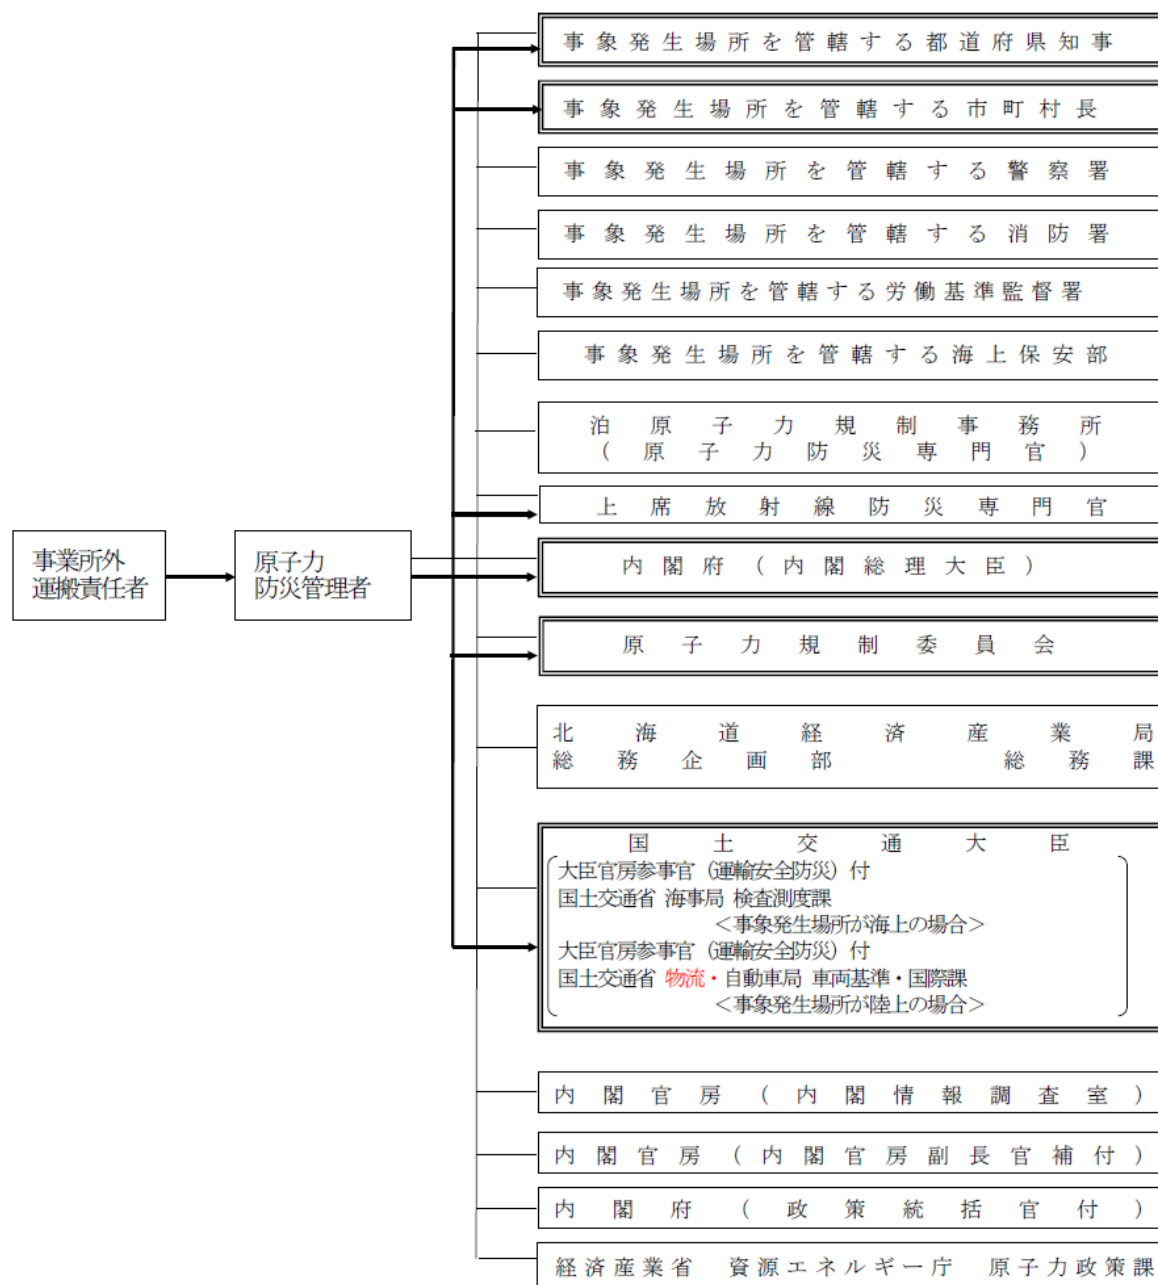 事象発生場所を管轄する都道府県知事
事象発生場所を管轄する市町村長
事象発生場所を管轄する警察署
事象発生場所を管轄する消防署
事象発生場所を管轄する労働基準監督署
事象発生場所を管轄する海上保安部
泊原子力規制事務所
（原子力防災専門官）
上席放射線防災専門官
事業所外
運搬責任者
原子力
防災管理者
内閣府（内閣総理大臣）
原子力規制委員会
北海道経済産業局
総務企画部 総務課
国土交通大臣
大臣官房参事官（運輸安全防災）付
国土交通省 海事局 検査測度課
＜事象発生場所が海上の場合＞
大臣官房参事官（運輸安全防災）付
国土交通省 物流・自動車局 車両基準・国際課
＜事象発生場所が陸上の場合＞
内閣官房（内閣情報調査室）
内閣官房（内閣官房副長官補付）
内閣府（政策統括官付）
経済産業省 資源エネルギー庁 原子力政策課